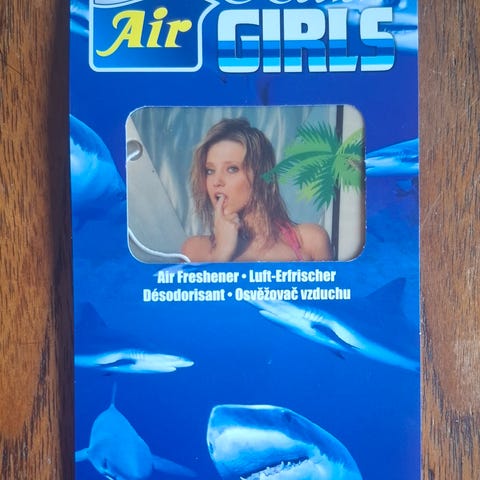 Air
GIRLS
Air Freshener • Luft-Erfrischer
Désodorisant • Osvěžovač vzduchu